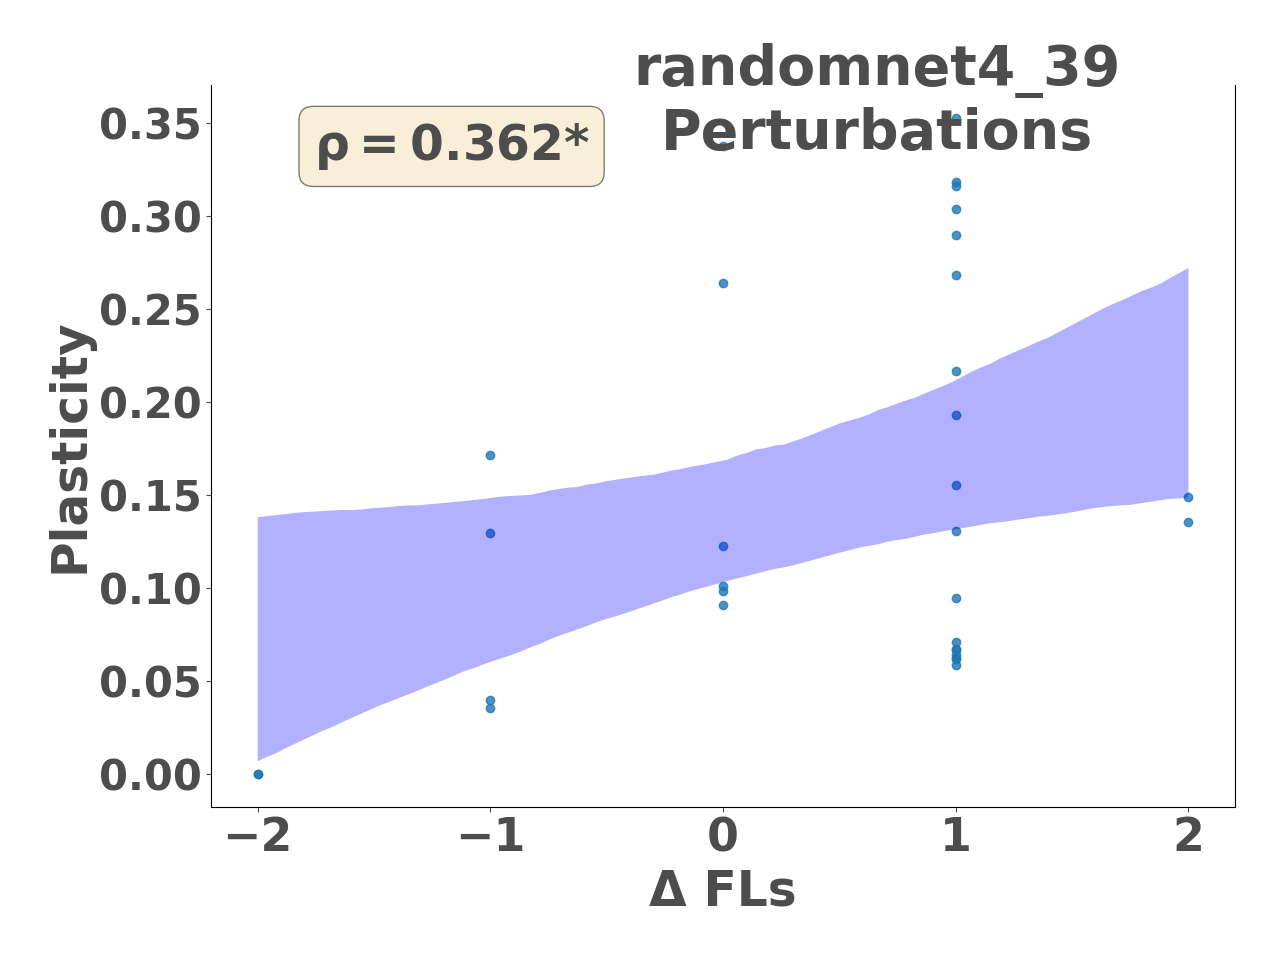 randomnet4_39
Perturbations
ρ = 0.362*
Plasticity
0.35
0.30
0.25
0.20
0.15
0.10
0.05
0.00
−2 −1 0 1 2
Δ FLs